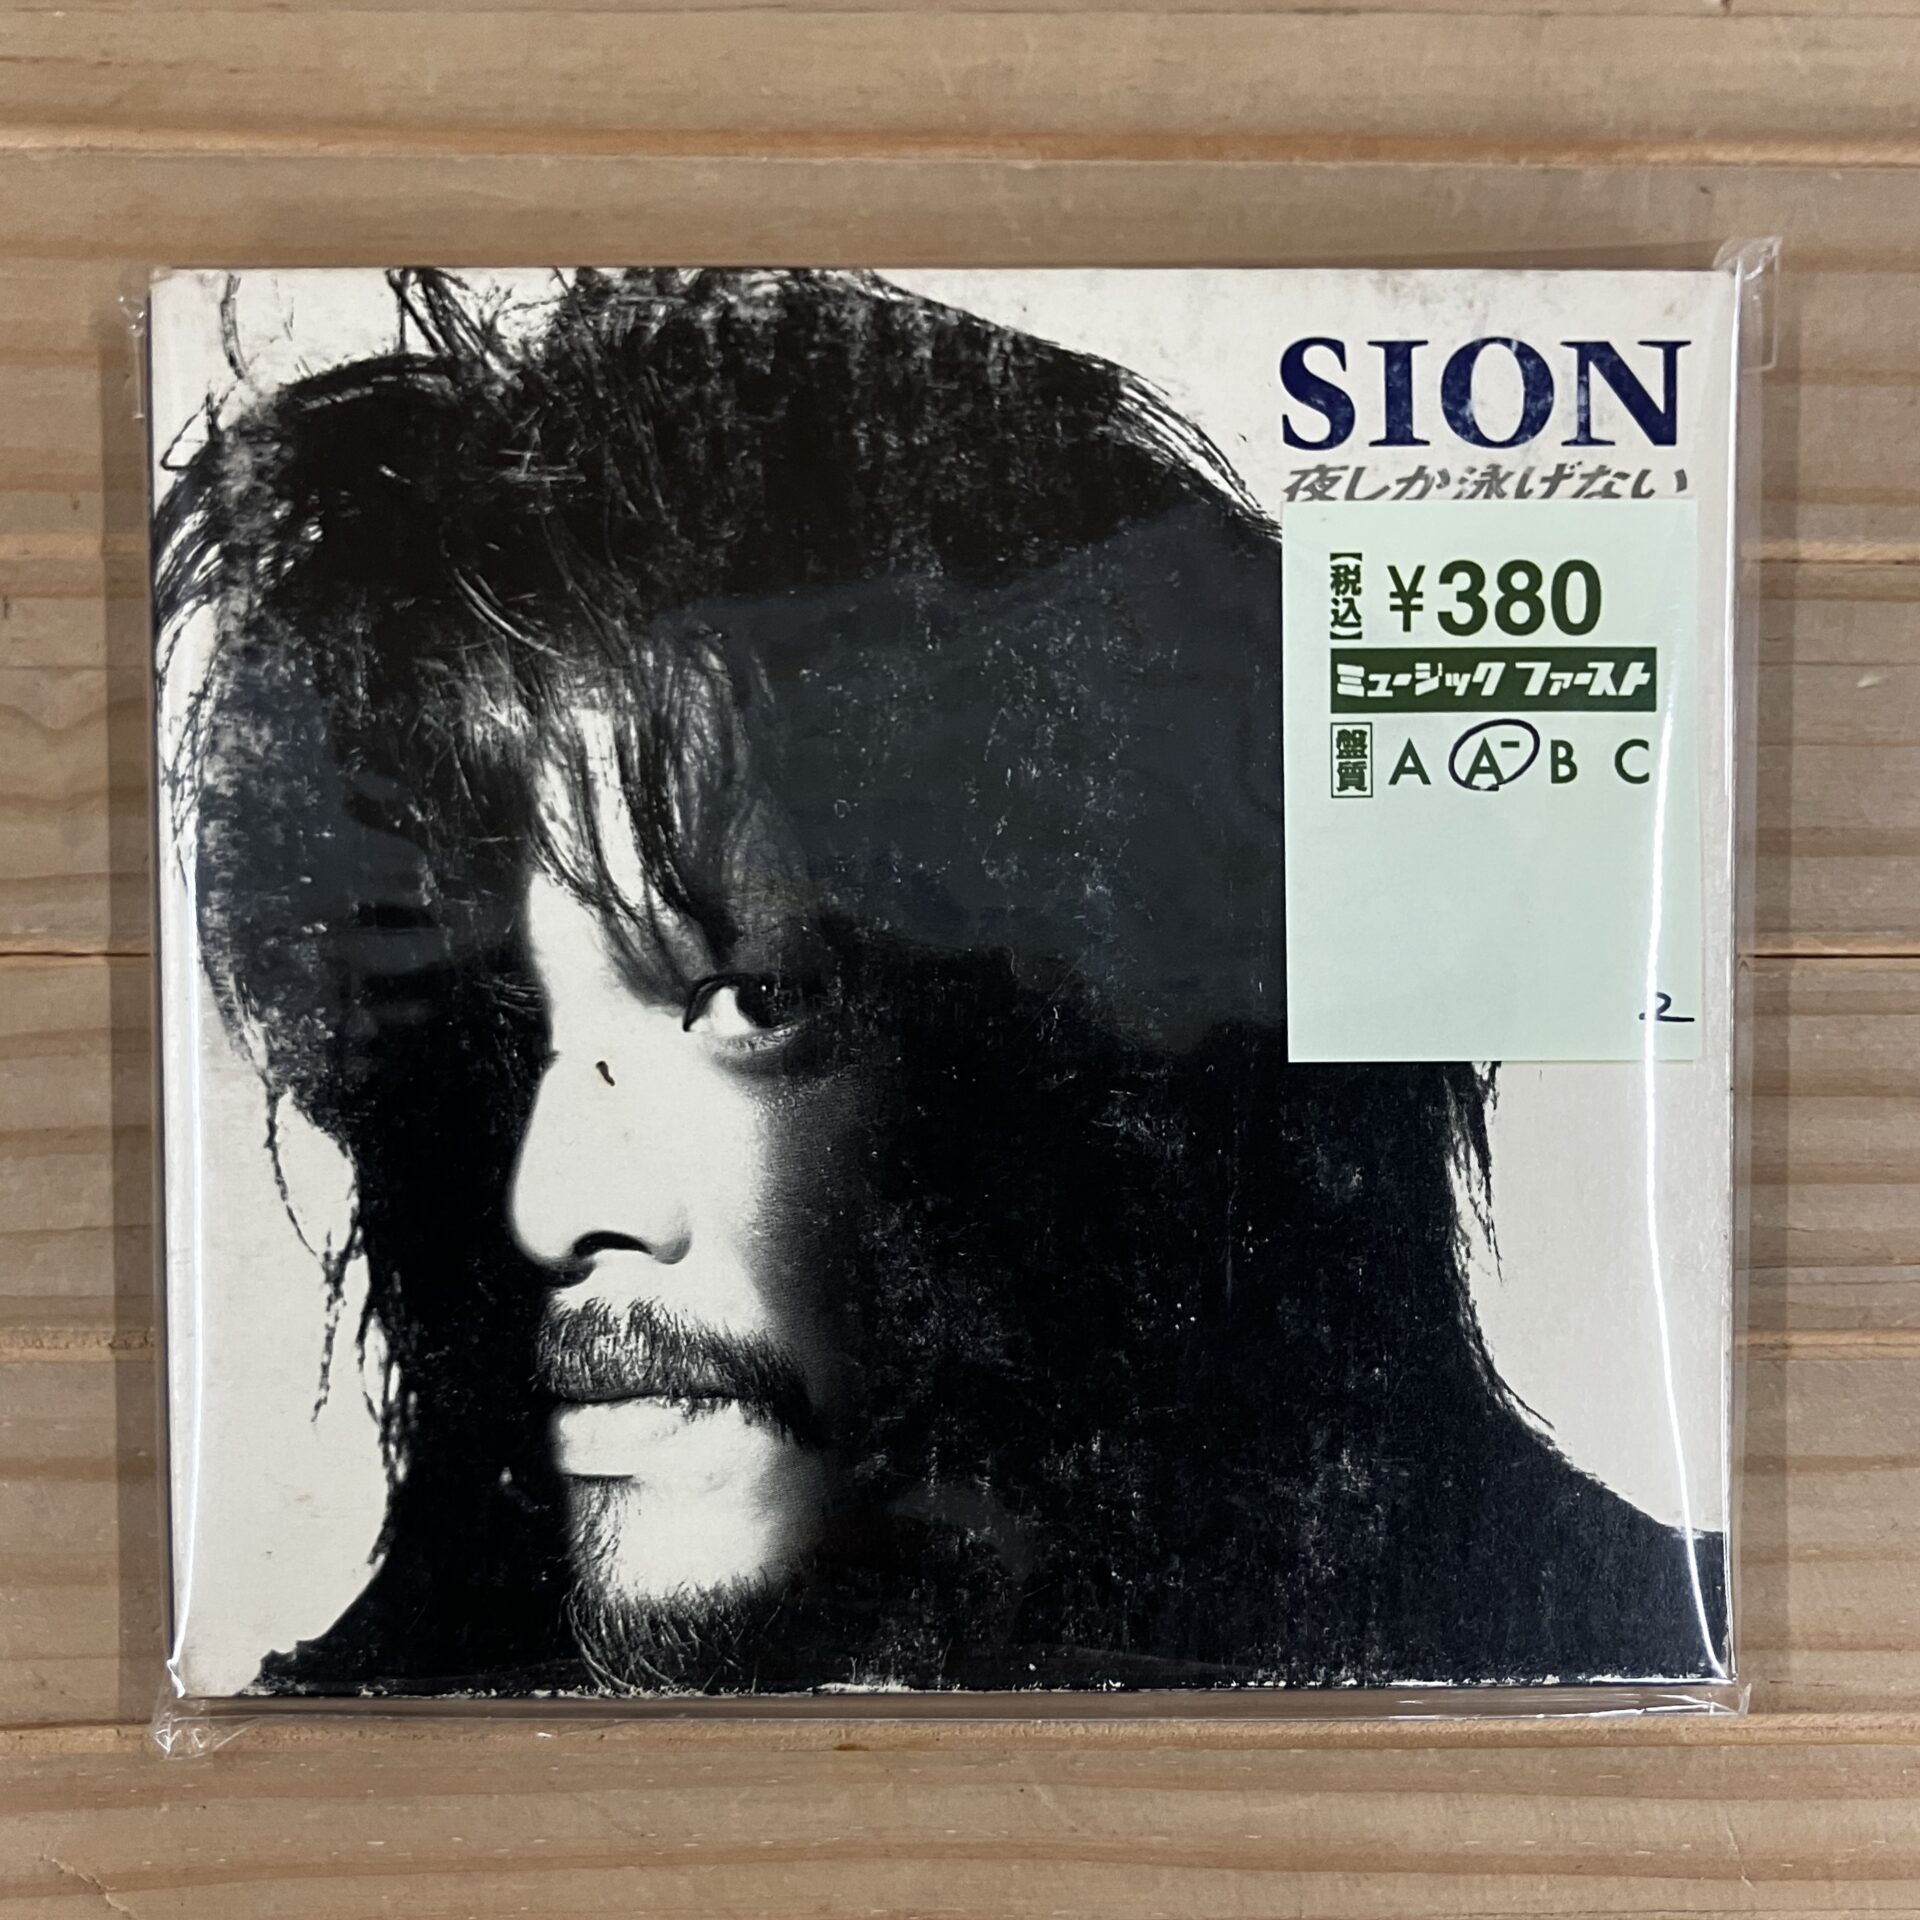 SION
夜しか泳げない
【税込】 ¥380
ミュージック ファースト
盤質 A A⁻ B C
2